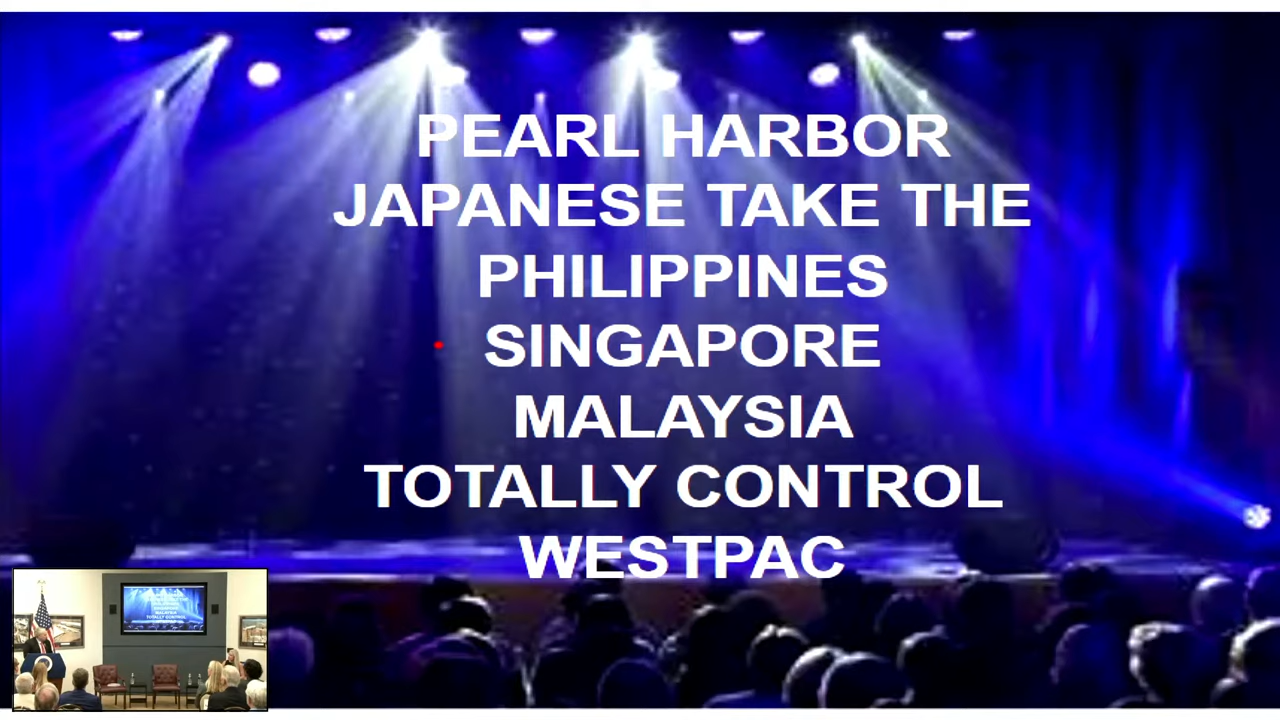 PEARL HARBOR
JAPANESE TAKE THE
PHILIPPINES
SINGAPORE
MALAYSIA
TOTALLY CONTROL
WESTPAC